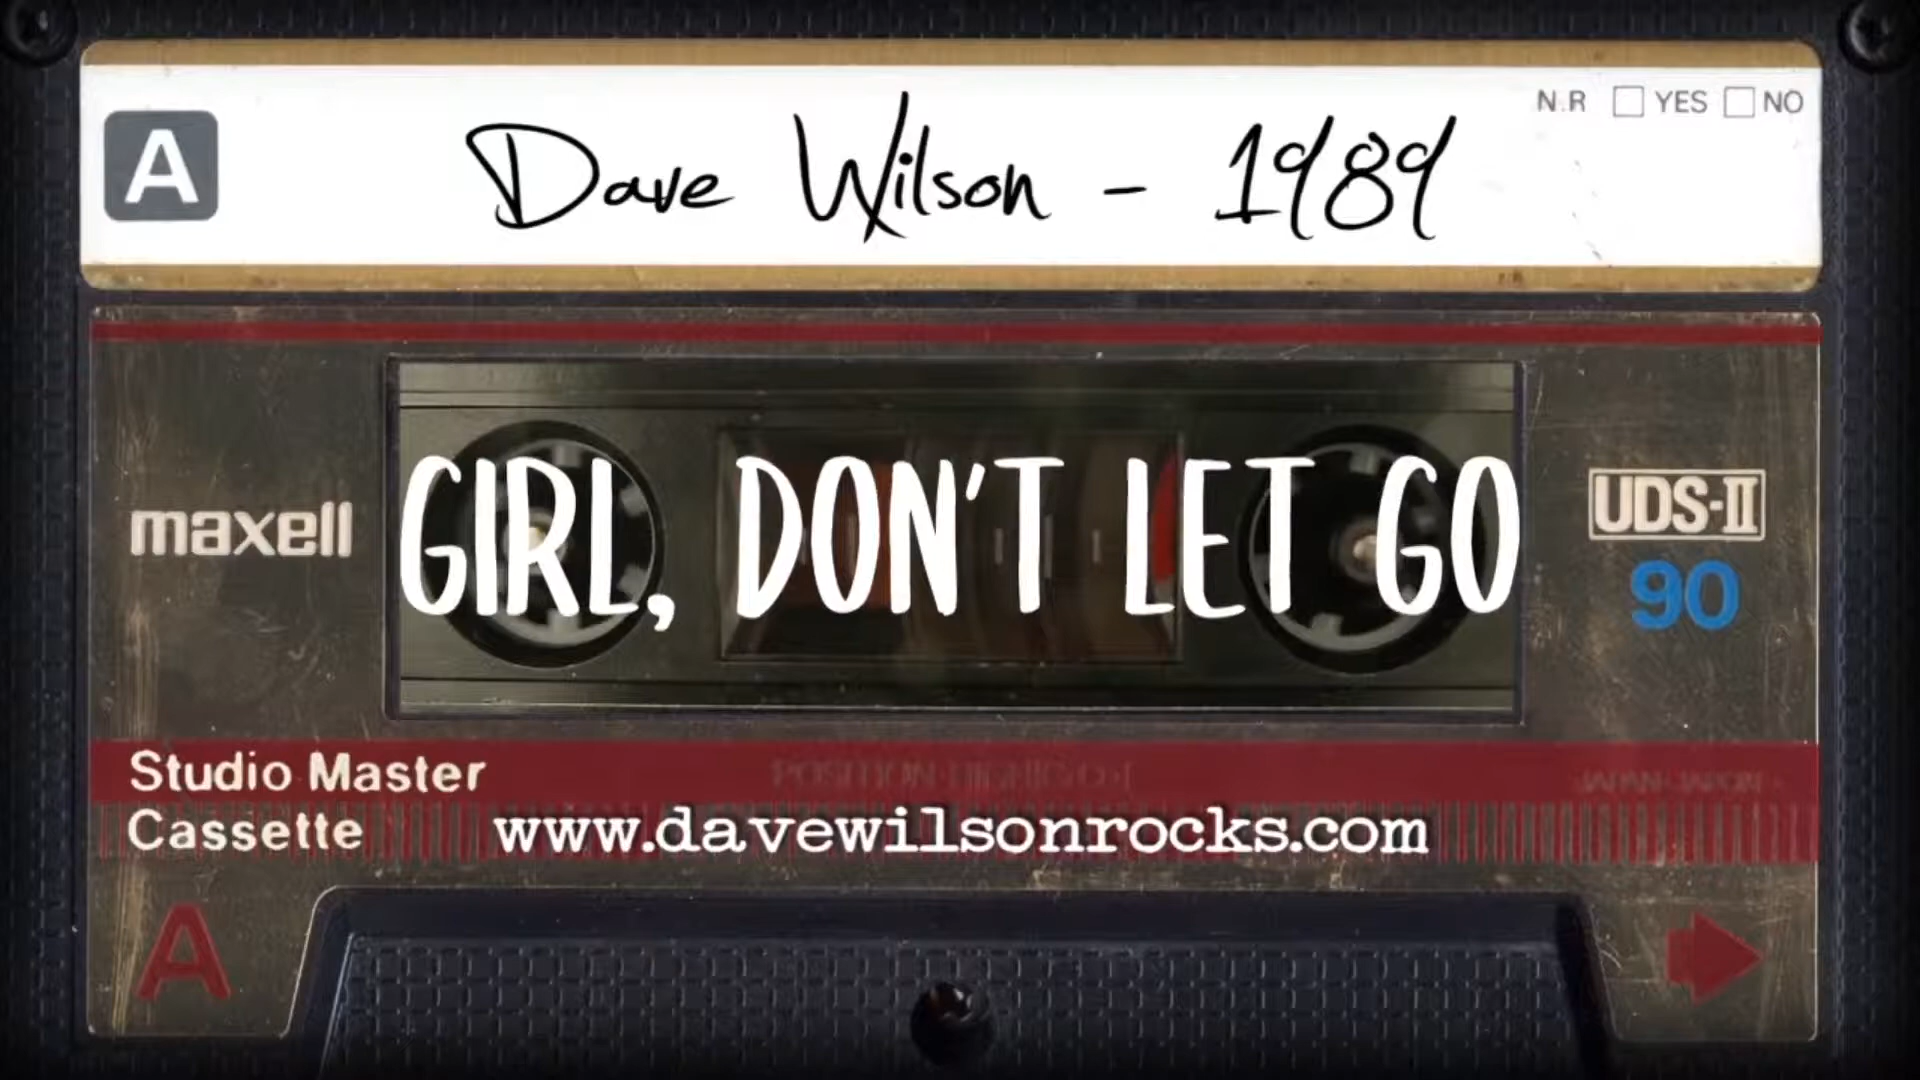 A
Dave Wilson - 1989
N.R YES NO
maxell
GIRL, DON'T LET GO
UDS-II
90
Studio Master
Cassette
www.davewilsonrocks.com
A